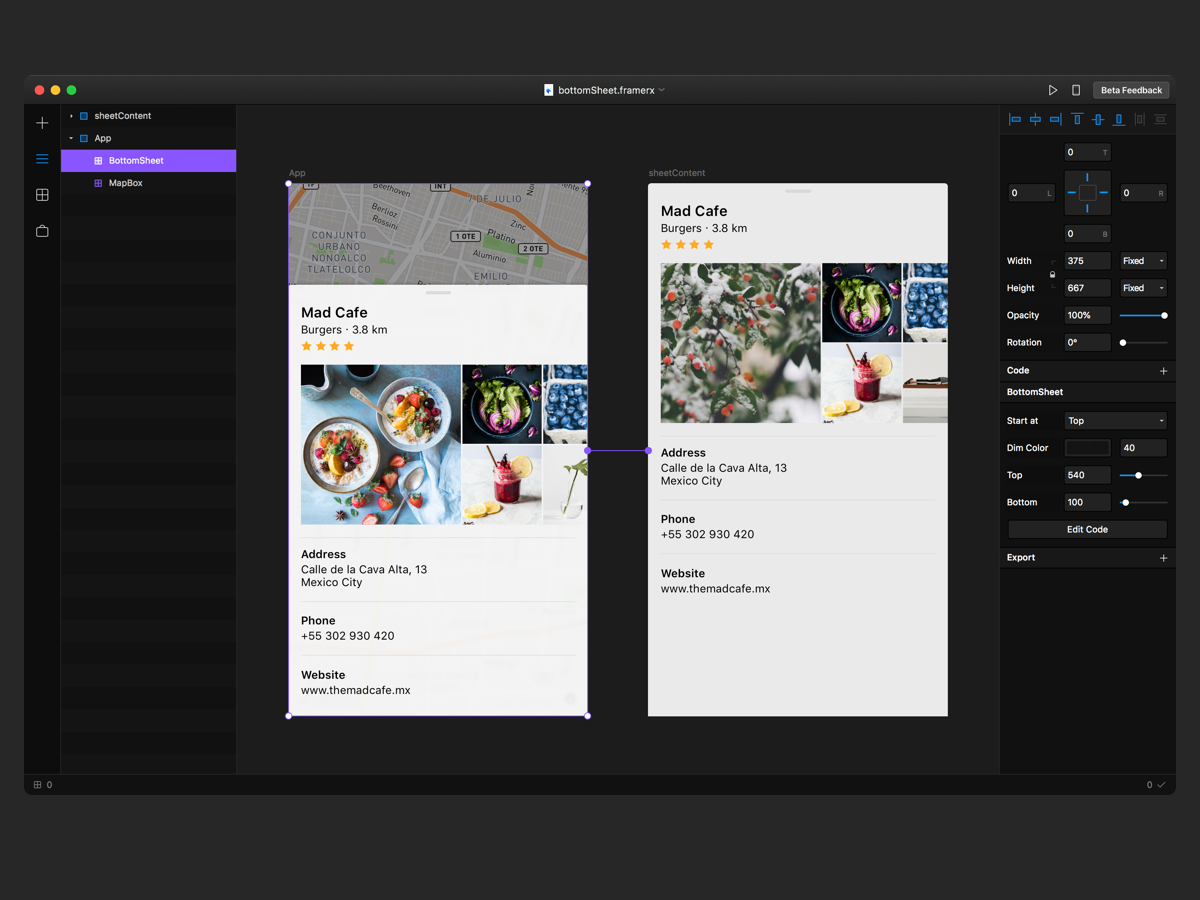 bottomSheet.framerx
Beta Feedback
sheetContent
App
BottomSheet
MapBox
App
INT
Beethoven
7 DE JULIO
Berlioz
Rossini
Zinc
Platino
1 OTE
2 OTE
Aluminio
CONJUNTO
URBANO
NONOALCO
TLATELOLCO
EMILIO
Mad Cafe
Burgers · 3.8 km
Address
Calle de la Cava Alta, 13
Mexico City
Phone
+55 302 930 420
Website
www.themadcafe.mx
sheetContent
Mad Cafe
Burgers · 3.8 km
Address
Calle de la Cava Alta, 13
Mexico City
Phone
+55 302 930 420
Website
www.themadcafe.mx
0 T
0 L
0 R
0 B
Width 375 Fixed
Height 667 Fixed
Opacity 100%
Rotation 0°
Code
BottomSheet
Start at Top
Dim Color 40
Top 540
Bottom 100
Edit Code
Export
0
0